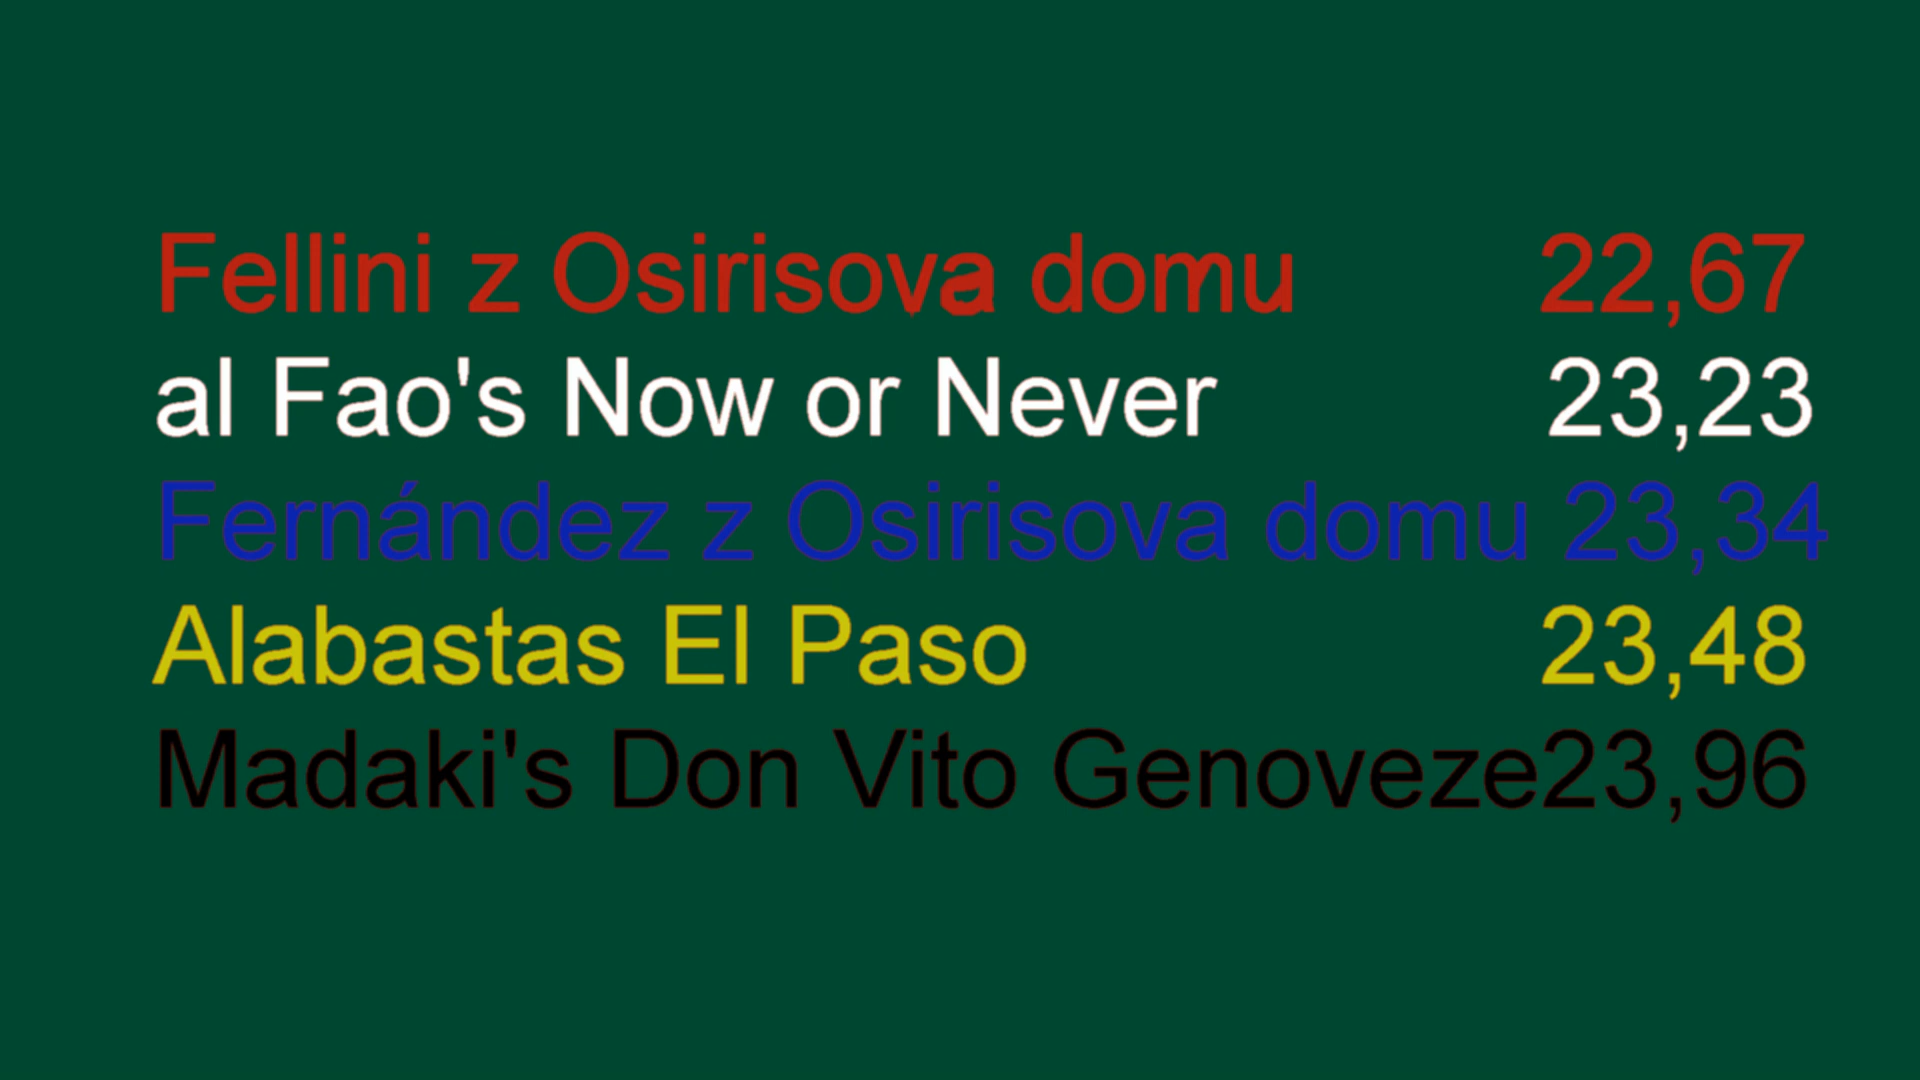 Fellini z Osirisova domu 22,67
al Fao's Now or Never 23,23
Fernández z Osirisova domu 23,34
Alabastas El Paso 23,48
Madaki's Don Vito Genoveze23,96